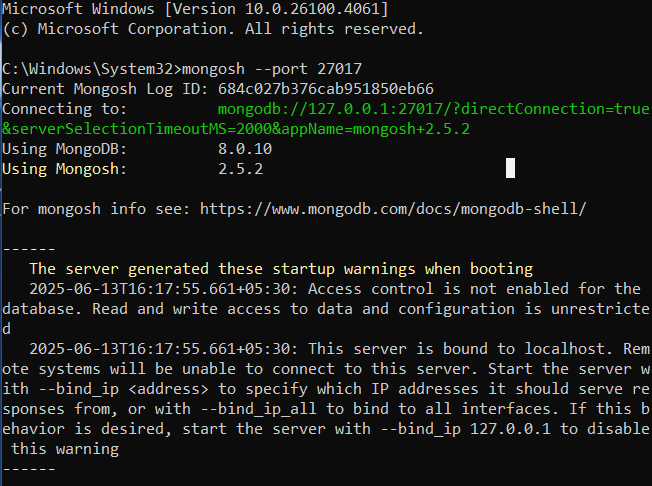 Microsoft Windows [Version 10.0.26100.4061]
(c) Microsoft Corporation. All rights reserved.
C:\Windows\System32>mongosh --port 27017
Current Mongosh Log ID: 684c027b376cab951850eb66
Connecting to:          mongodb://127.0.0.1:27017/?directConnection=true
&serverSelectionTimeoutMS=2000&appName=mongosh+2.5.2
Using MongoDB:          8.0.10
Using Mongosh:          2.5.2
For mongosh info see: https://www.mongodb.com/docs/mongodb-shell/
------
   The server generated these startup warnings when booting
   2025-06-13T16:17:55.661+05:30: Access control is not enabled for the
database. Read and write access to data and configuration is unrestricte
d
   2025-06-13T16:17:55.661+05:30: This server is bound to localhost. Rem
ote systems will be unable to connect to this server. Start the server w
ith --bind_ip <address> to specify which IP addresses it should serve re
sponses from, or with --bind_ip_all to bind to all interfaces. If this b
ehavior is desired, start the server with --bind_ip 127.0.0.1 to disable
 this warning
------